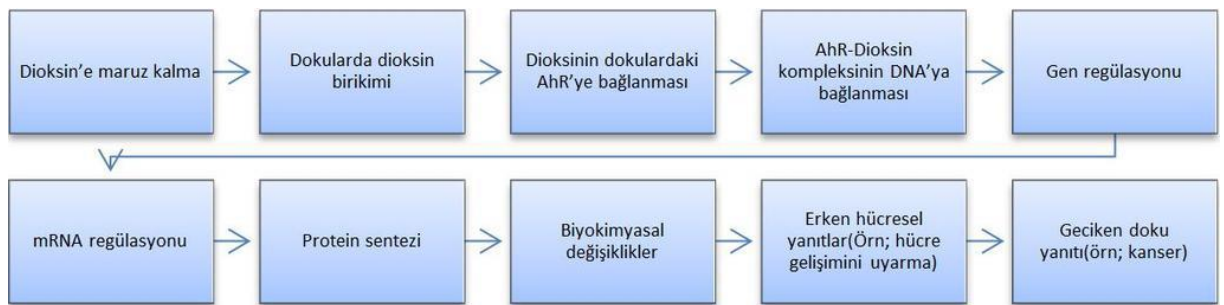 Dioksin’e maruz kalma
Dokularda dioksin
birikimi
Dioksinin dokulardaki
AhR’ye bağlanması
AhR-Dioksin
kompleksinin DNA’ya
bağlanması
Gen regülasyonu
mRNA regülasyonu
Protein sentezi
Biyokimyasal
değişiklikler
Erken hücresel
yanıtlar(Örn; hücre
gelişimini uyarma)
Geciken doku
yanıtı(örn; kanser)